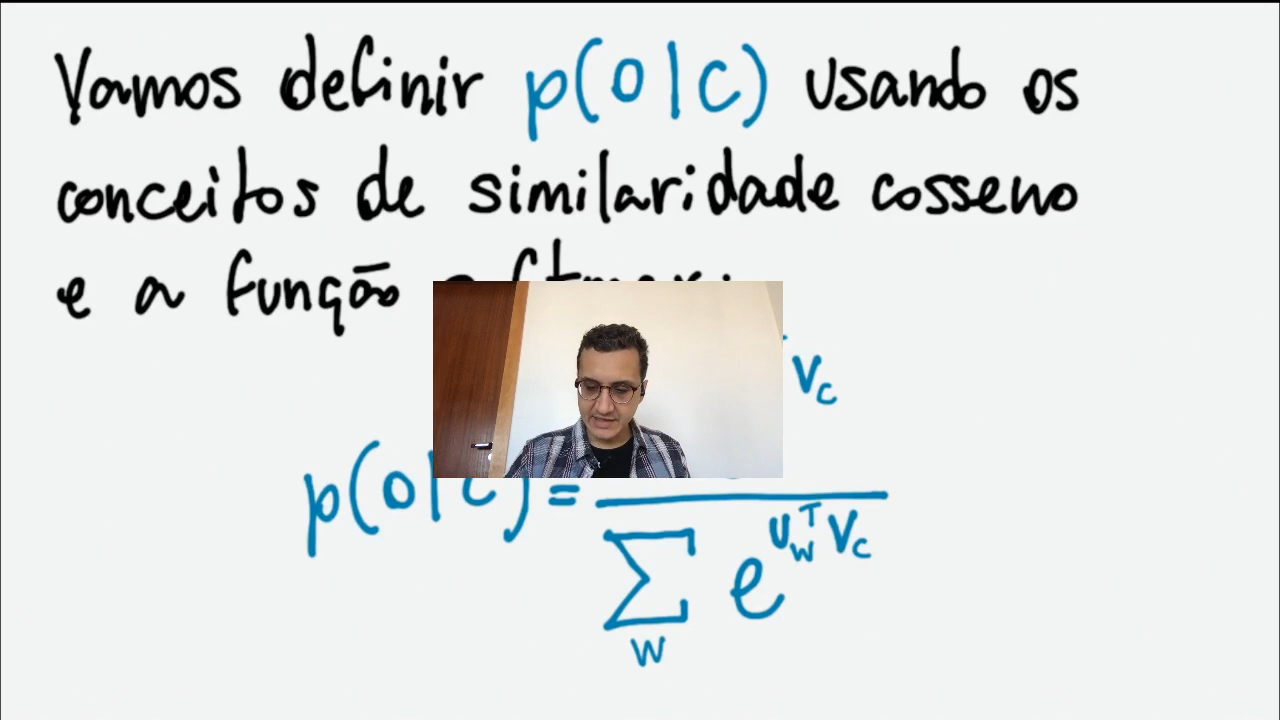 Vamos definir p(o|c) usando os
conceitos de similaridade cosseno
e a função
V_c
p(o|c) =
∑_w e^{u_w^T V_c}